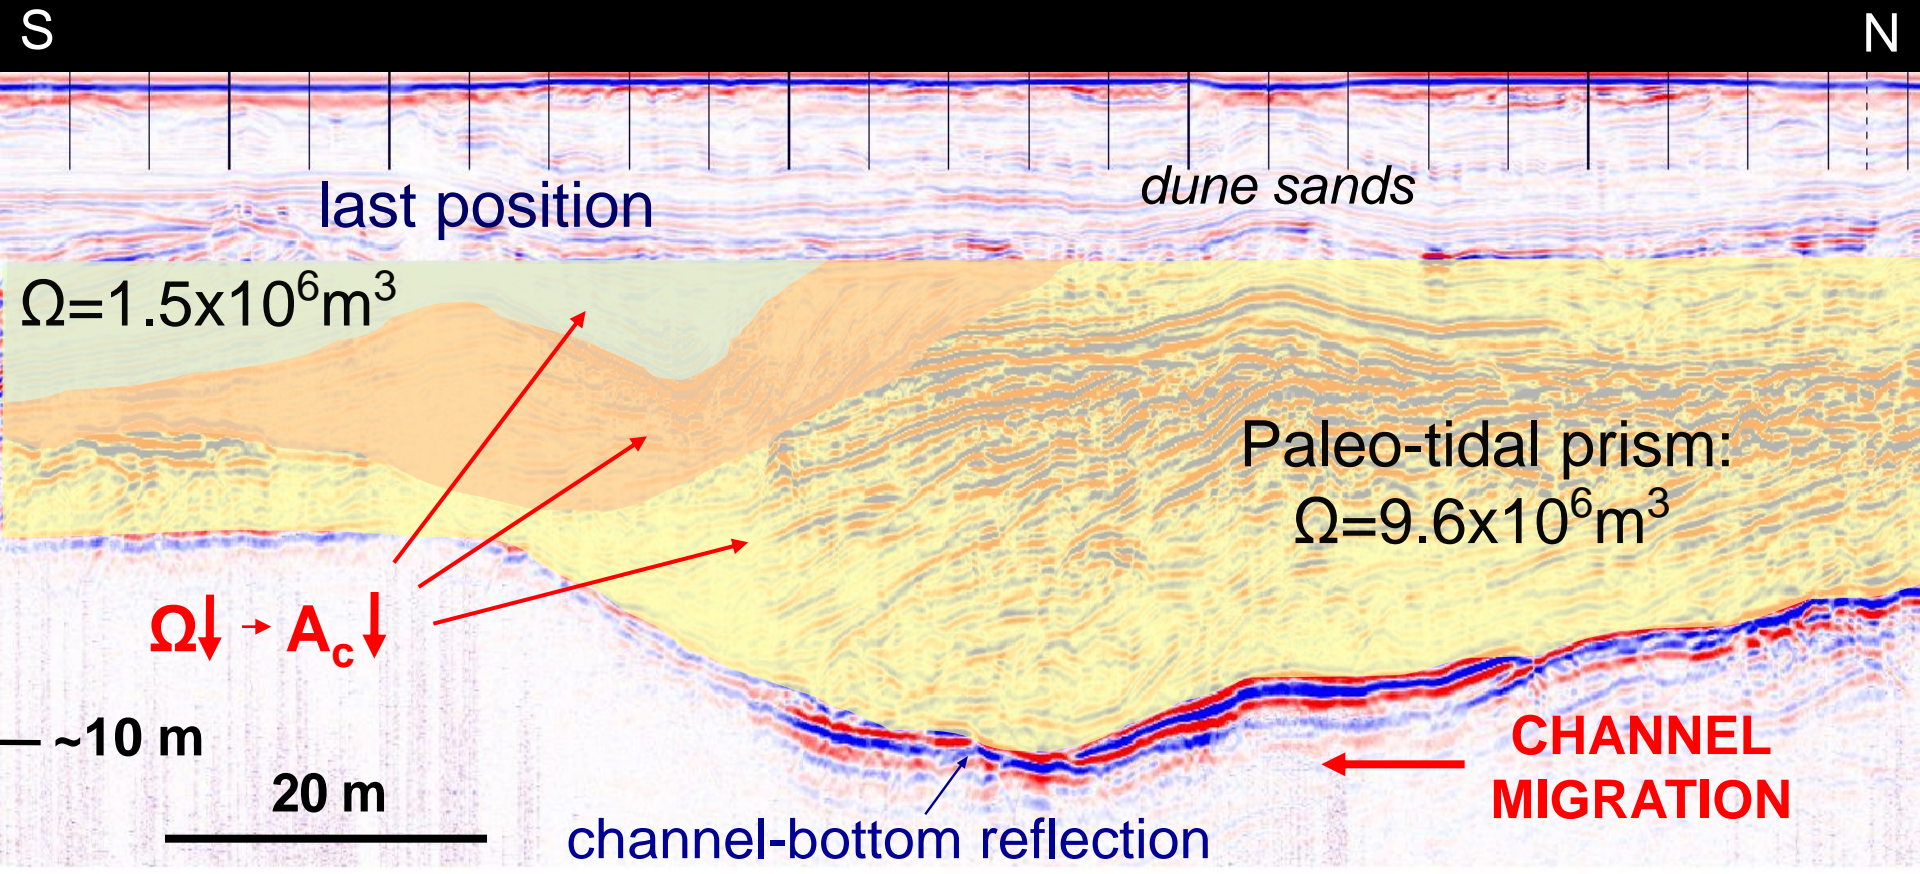 S
N
last position
dune sands
Ω=1.5x10⁶m³
Paleo-tidal prism:
Ω=9.6x10⁶m³
Ω↓ → Ac ↓
~10 m
20 m
CHANNEL
MIGRATION
channel-bottom reflection